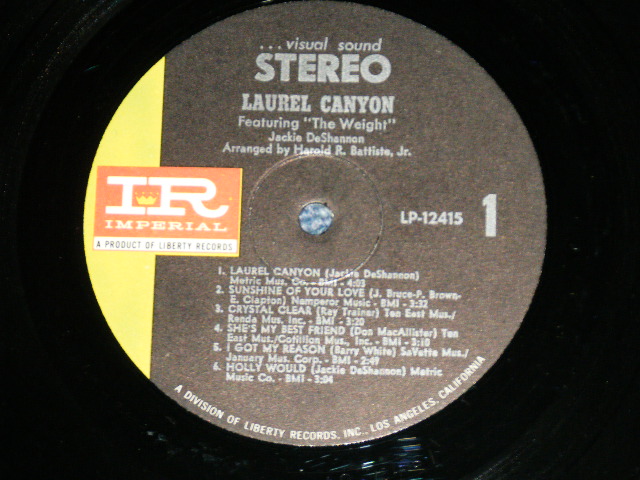 ...visual sound
STEREO
LAUREL CANYON
Featuring "The Weight"
Jackie DeShannon
Arranged by Harold R. Battiste, Jr.
IR
IMPERIAL
A PRODUCT OF LIBERTY RECORDS
LP-12415 1
1. LAUREL CANYON (Jackie DeShannon)
Metric Mus. Co. - BMI - 4:03
2. SUNSHINE OF YOUR LOVE (J. Bruce-P. Brown-
E. Clapton) Nemperor Music - BMI - 3:32
3. CRYSTAL CLEAR (Ray Trainer) Ten East Mus./
Renda Mus. Inc. - BMI - 3:20
4. SHE'S MY BEST FRIEND (Don MacAllister) Ten
East Mus./Cotillion Mus., Inc. - BMI - 3:10
5. I GOT MY REASON (Barry White) SaVette Mus./
January Mus. Corp. - BMI - 2:49
6. HOLLY WOULD (Jackie DeShannon) Metric
Music Co. - BMI - 3:04
A DIVISION OF LIBERTY RECORDS, INC., LOS ANGELES, CALIFORNIA